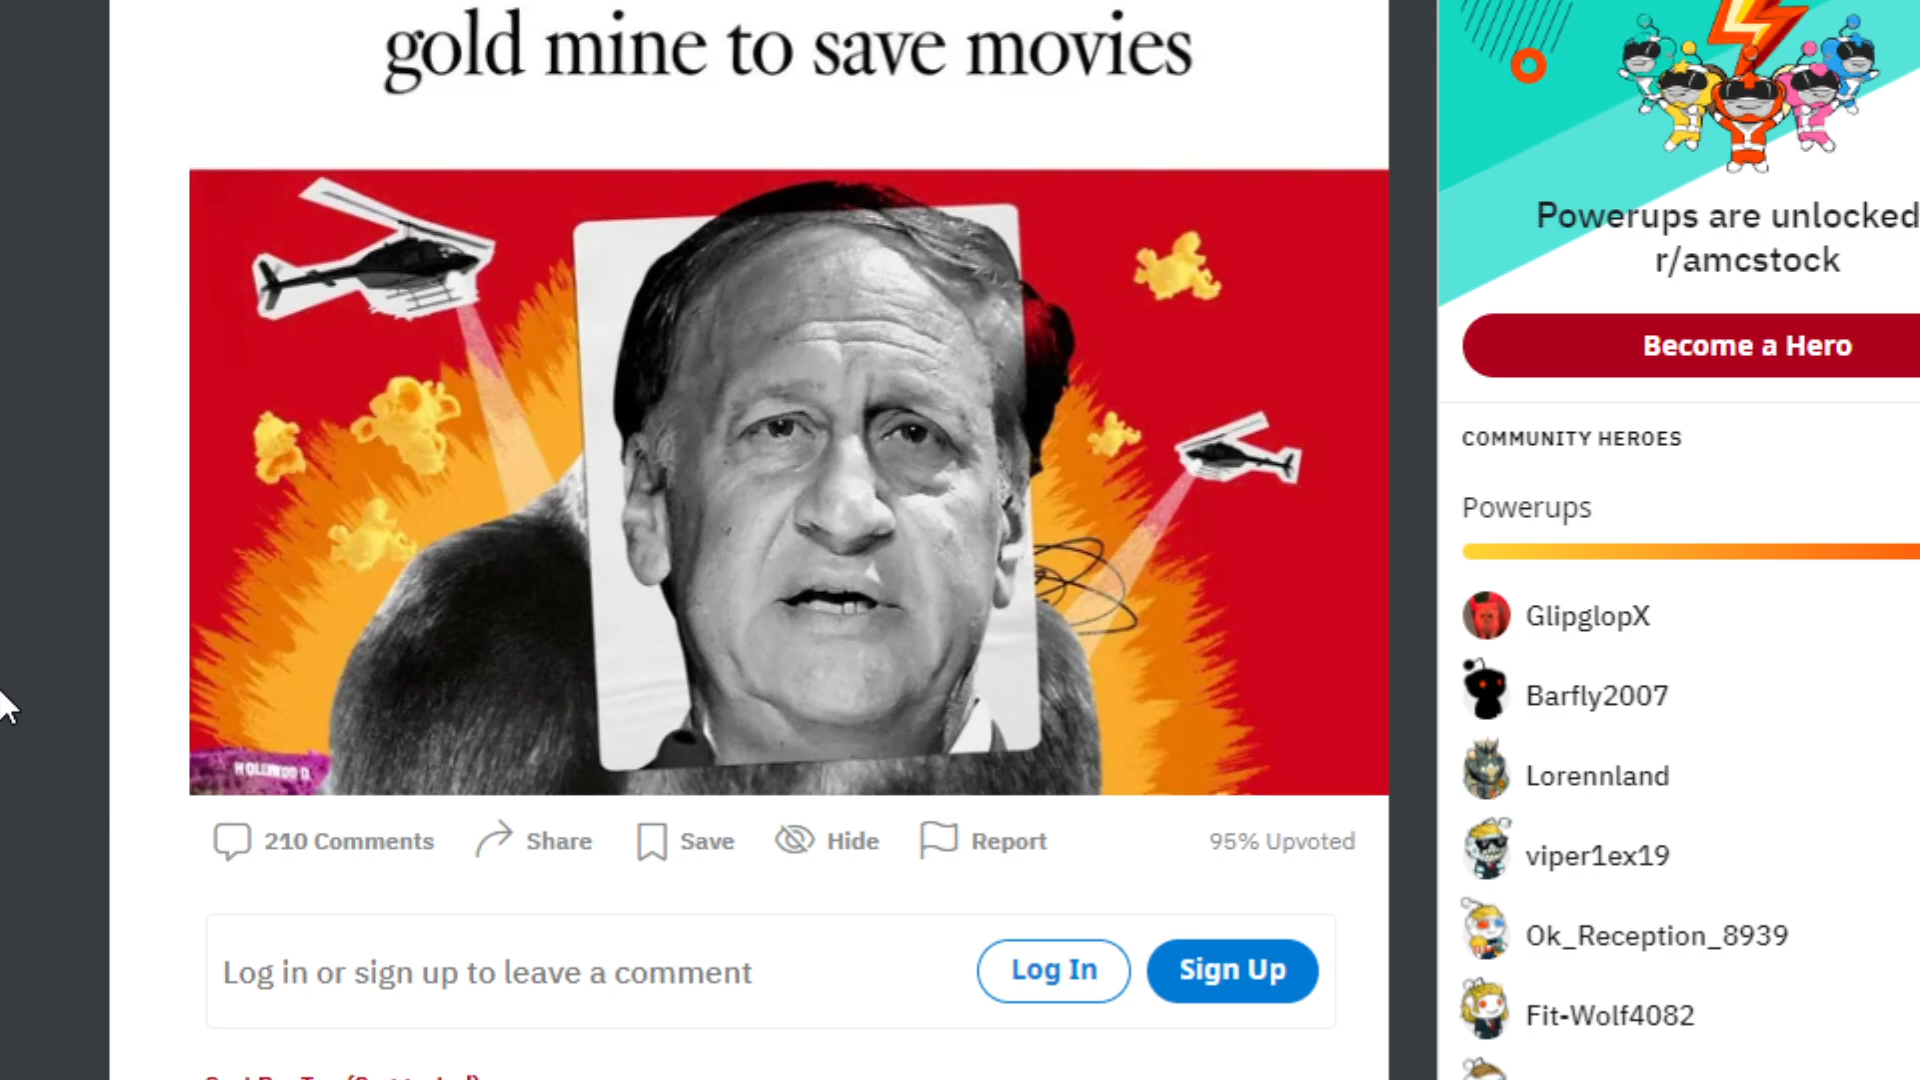 gold mine to save movies
HOLLYWOOD
210 Comments
Share
Save
Hide
Report
95% Upvoted
Log in or sign up to leave a comment
Log In
Sign Up
Powerups are unlocked
r/amcstock
Become a Hero
COMMUNITY HEROES
Powerups
GlipglopX
Barfly2007
Lorennland
viper1ex19
Ok_Reception_8939
Fit-Wolf4082